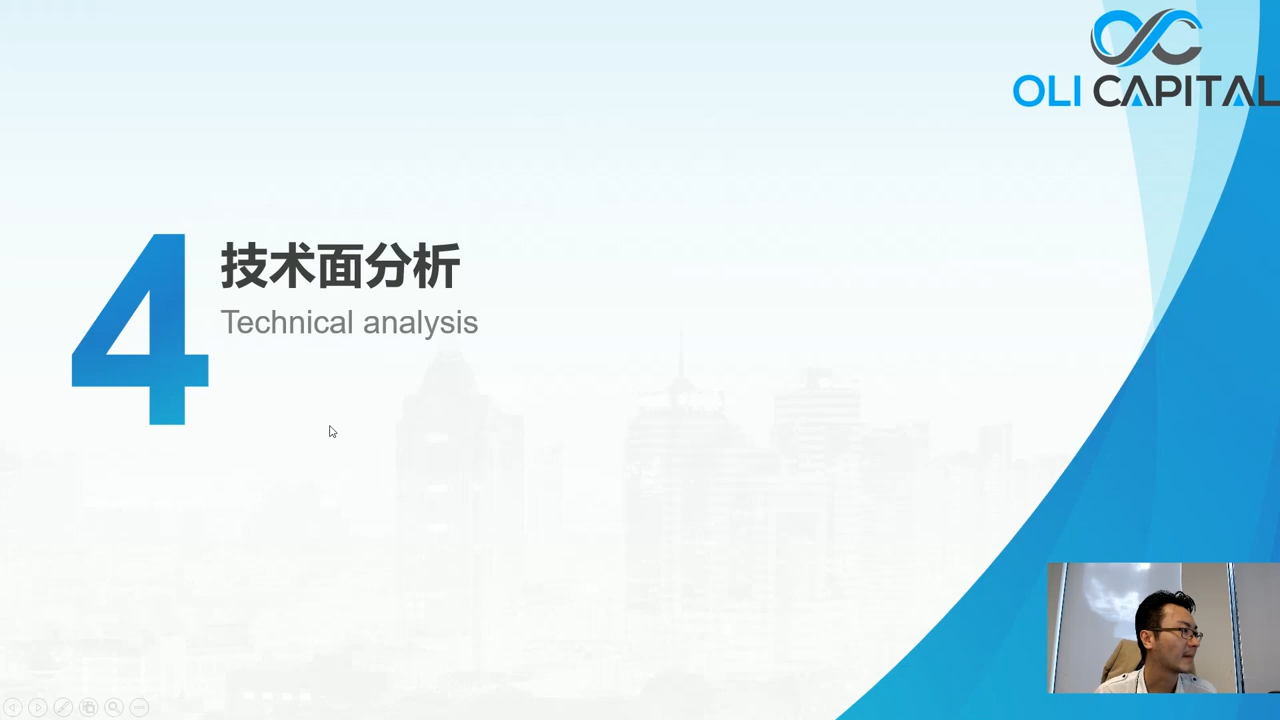 OLI CAPITAL
4
技术面分析
Technical analysis